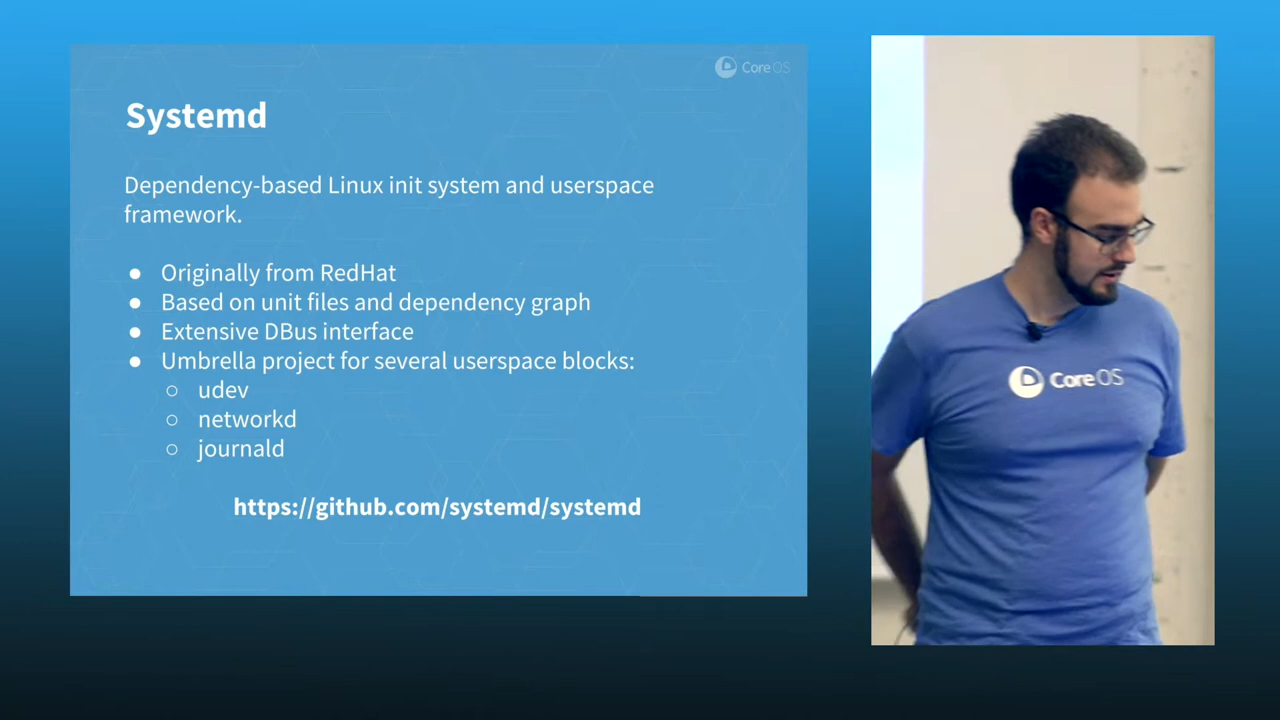 CoreOS
Systemd
Dependency-based Linux init system and userspace
framework.
● Originally from RedHat
● Based on unit files and dependency graph
● Extensive DBus interface
● Umbrella project for several userspace blocks:
○ udev
○ networkd
○ journald
https://github.com/systemd/systemd
CoreOS